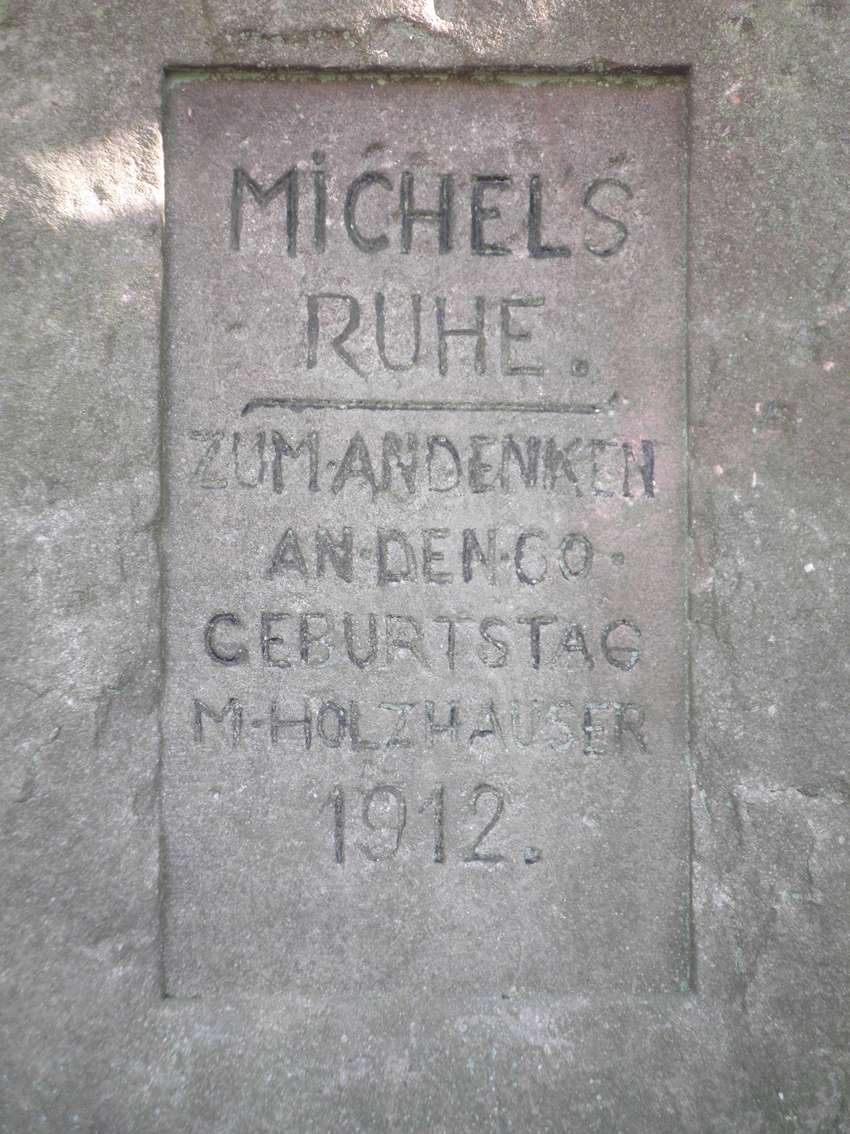 MiCHELS
RUHE.
ZUM·ANDENKEN
AN·DEN·60·
GEBURTSTAG
M·HOLZHAUSER
1912.